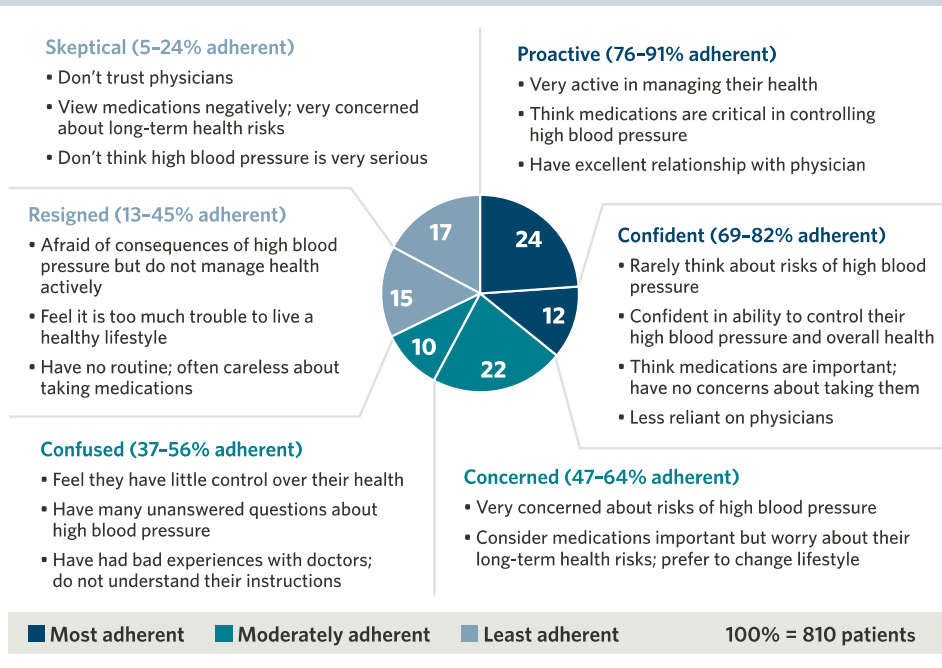 Skeptical (5–24% adherent)
• Don't trust physicians
• View medications negatively; very concerned
about long-term health risks
• Don't think high blood pressure is very serious
Proactive (76–91% adherent)
• Very active in managing their health
• Think medications are critical in controlling
high blood pressure
• Have excellent relationship with physician
Resigned (13–45% adherent)
• Afraid of consequences of high blood
pressure but do not manage health
actively
• Feel it is too much trouble to live a
healthy lifestyle
• Have no routine; often careless about
taking medications
17
24
15
12
10
22
Confident (69–82% adherent)
• Rarely think about risks of high blood
pressure
• Confident in ability to control their
high blood pressure and overall health
• Think medications are important;
have no concerns about taking them
• Less reliant on physicians
Confused (37–56% adherent)
• Feel they have little control over their health
• Have many unanswered questions about
high blood pressure
• Have had bad experiences with doctors;
do not understand their instructions
Concerned (47–64% adherent)
• Very concerned about risks of high blood pressure
• Consider medications important but worry about their
long-term health risks; prefer to change lifestyle
Most adherent
Moderately adherent
Least adherent
100% = 810 patients